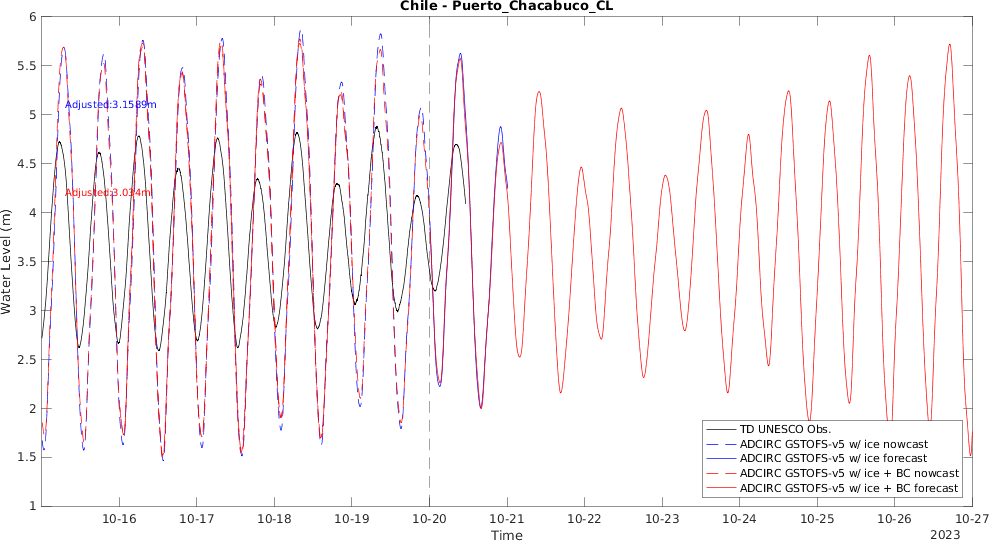 Chile - Puerto_Chacabuco_CL
6
5.5
5
4.5
4
3.5
3
2.5
2
1.5
1
Water Level (m)
Adjusted:3.1589m
Adjusted:3.034m
TD UNESCO Obs.
ADCIRC GSTOFS-v5 w/ ice nowcast
ADCIRC GSTOFS-v5 w/ ice forecast
ADCIRC GSTOFS-v5 w/ ice + BC nowcast
ADCIRC GSTOFS-v5 w/ ice + BC forecast
10-16 10-17 10-18 10-19 10-20 10-21 10-22 10-23 10-24 10-25 10-26 10-27
Time
2023